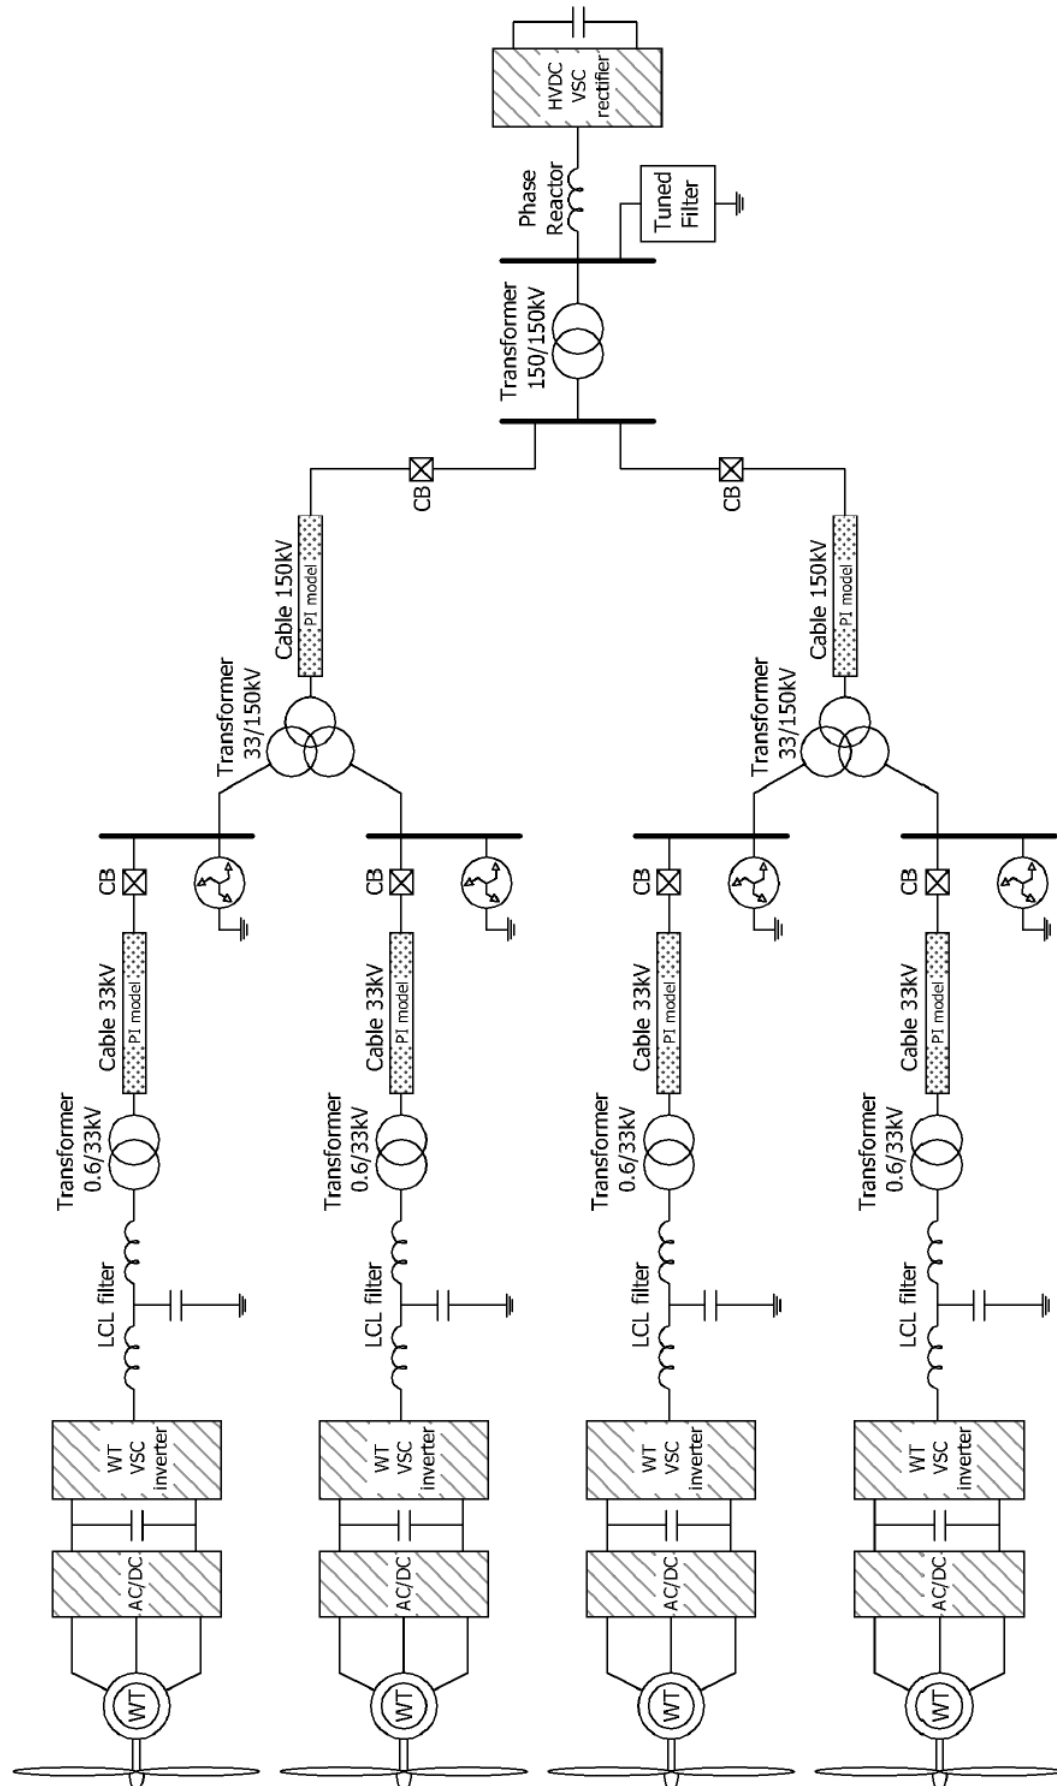 HVDC
VSC
rectifier
Phase
Reactor
Tuned
Filter
Transformer
150/150kV
CB
CB
Cable 150kV
PI model
Cable 150kV
PI model
Transformer
33/150kV
Transformer
33/150kV
CB
CB
CB
CB
Cable 33kV
PI model
Cable 33kV
PI model
Cable 33kV
PI model
Cable 33kV
PI model
Transformer
0.6/33kV
Transformer
0.6/33kV
Transformer
0.6/33kV
Transformer
0.6/33kV
LCL filter
LCL filter
LCL filter
LCL filter
WT
VSC
inverter
WT
VSC
inverter
WT
VSC
inverter
WT
VSC
inverter
AC/DC
AC/DC
AC/DC
AC/DC
WT
WT
WT
WT